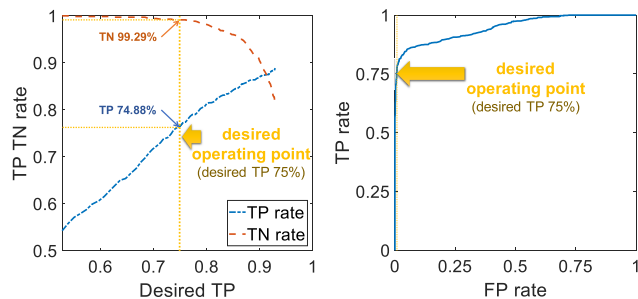 TN 99.29%
TP 74.88%
desired
operating point
(desired TP 75%)
TP rate
TN rate
TP TN rate
1
0.9
0.8
0.7
0.6
0.5
0.6
0.7
0.8
0.9
1
Desired TP
desired
operating point
(desired TP 75%)
TP rate
1
0.75
0.5
0.25
0
0
0.25
0.5
0.75
1
FP rate